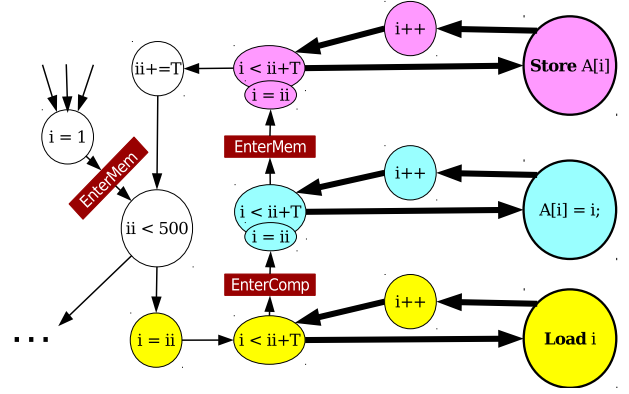 i++
ii+=T
i < ii+T
Store A[i]
i = ii
i = 1
EnterMem
EnterMem
i++
ii < 500
i < ii+T
A[i] = i;
i = ii
EnterComp
i++
i = ii
i < ii+T
Load i
...